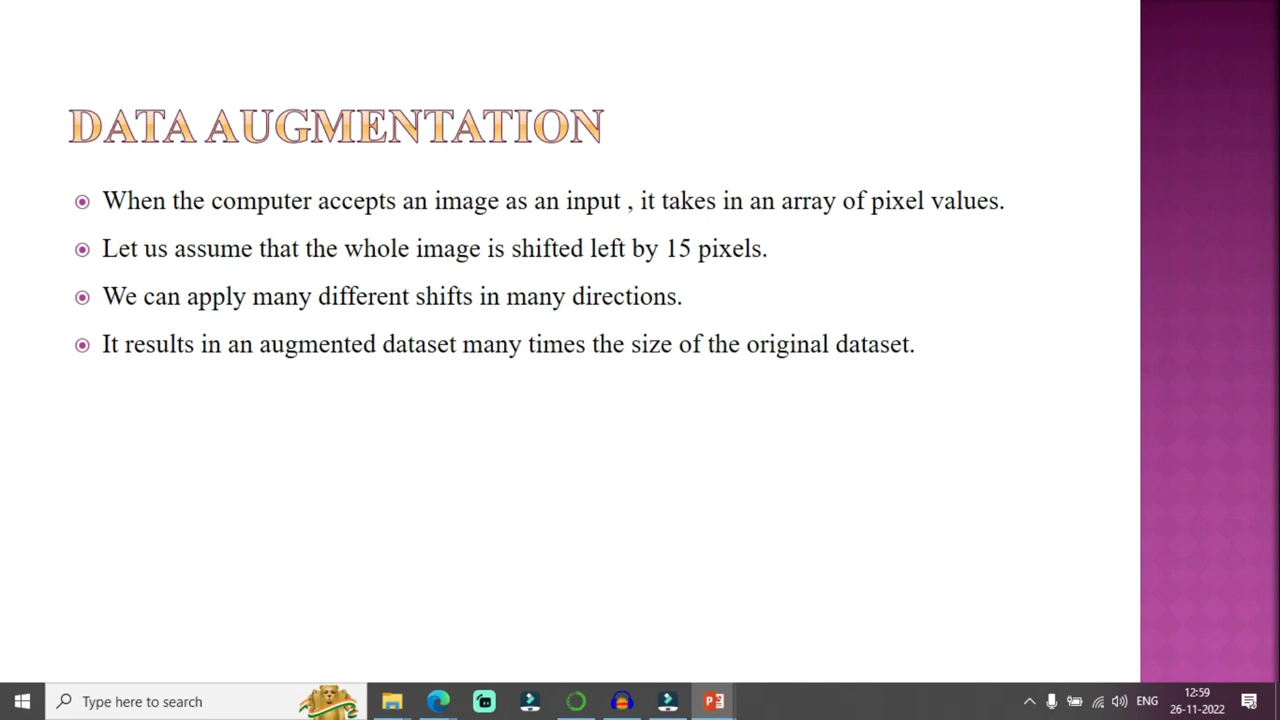 DATA AUGMENTATION
When the computer accepts an image as an input , it takes in an array of pixel values.
Let us assume that the whole image is shifted left by 15 pixels.
We can apply many different shifts in many directions.
It results in an augmented dataset many times the size of the original dataset.
Type here to search
ENG
12:59
26-11-2022